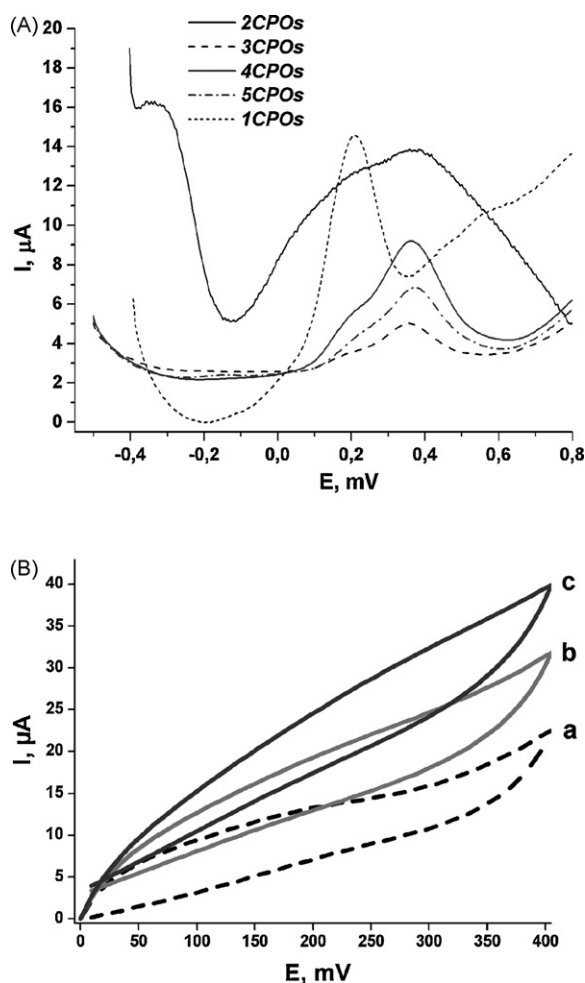 (A)
20
18
16
14
12
10
8
6
4
2
0
I, µA
2CPOs
3CPOs
4CPOs
5CPOs
1CPOs
-0,4 -0,2 0,0 0,2 0,4 0,6 0,8
E, mV
(B)
40
35
30
25
20
15
10
5
0
I, µA
c
b
a
0 50 100 150 200 250 300 350 400
E, mV